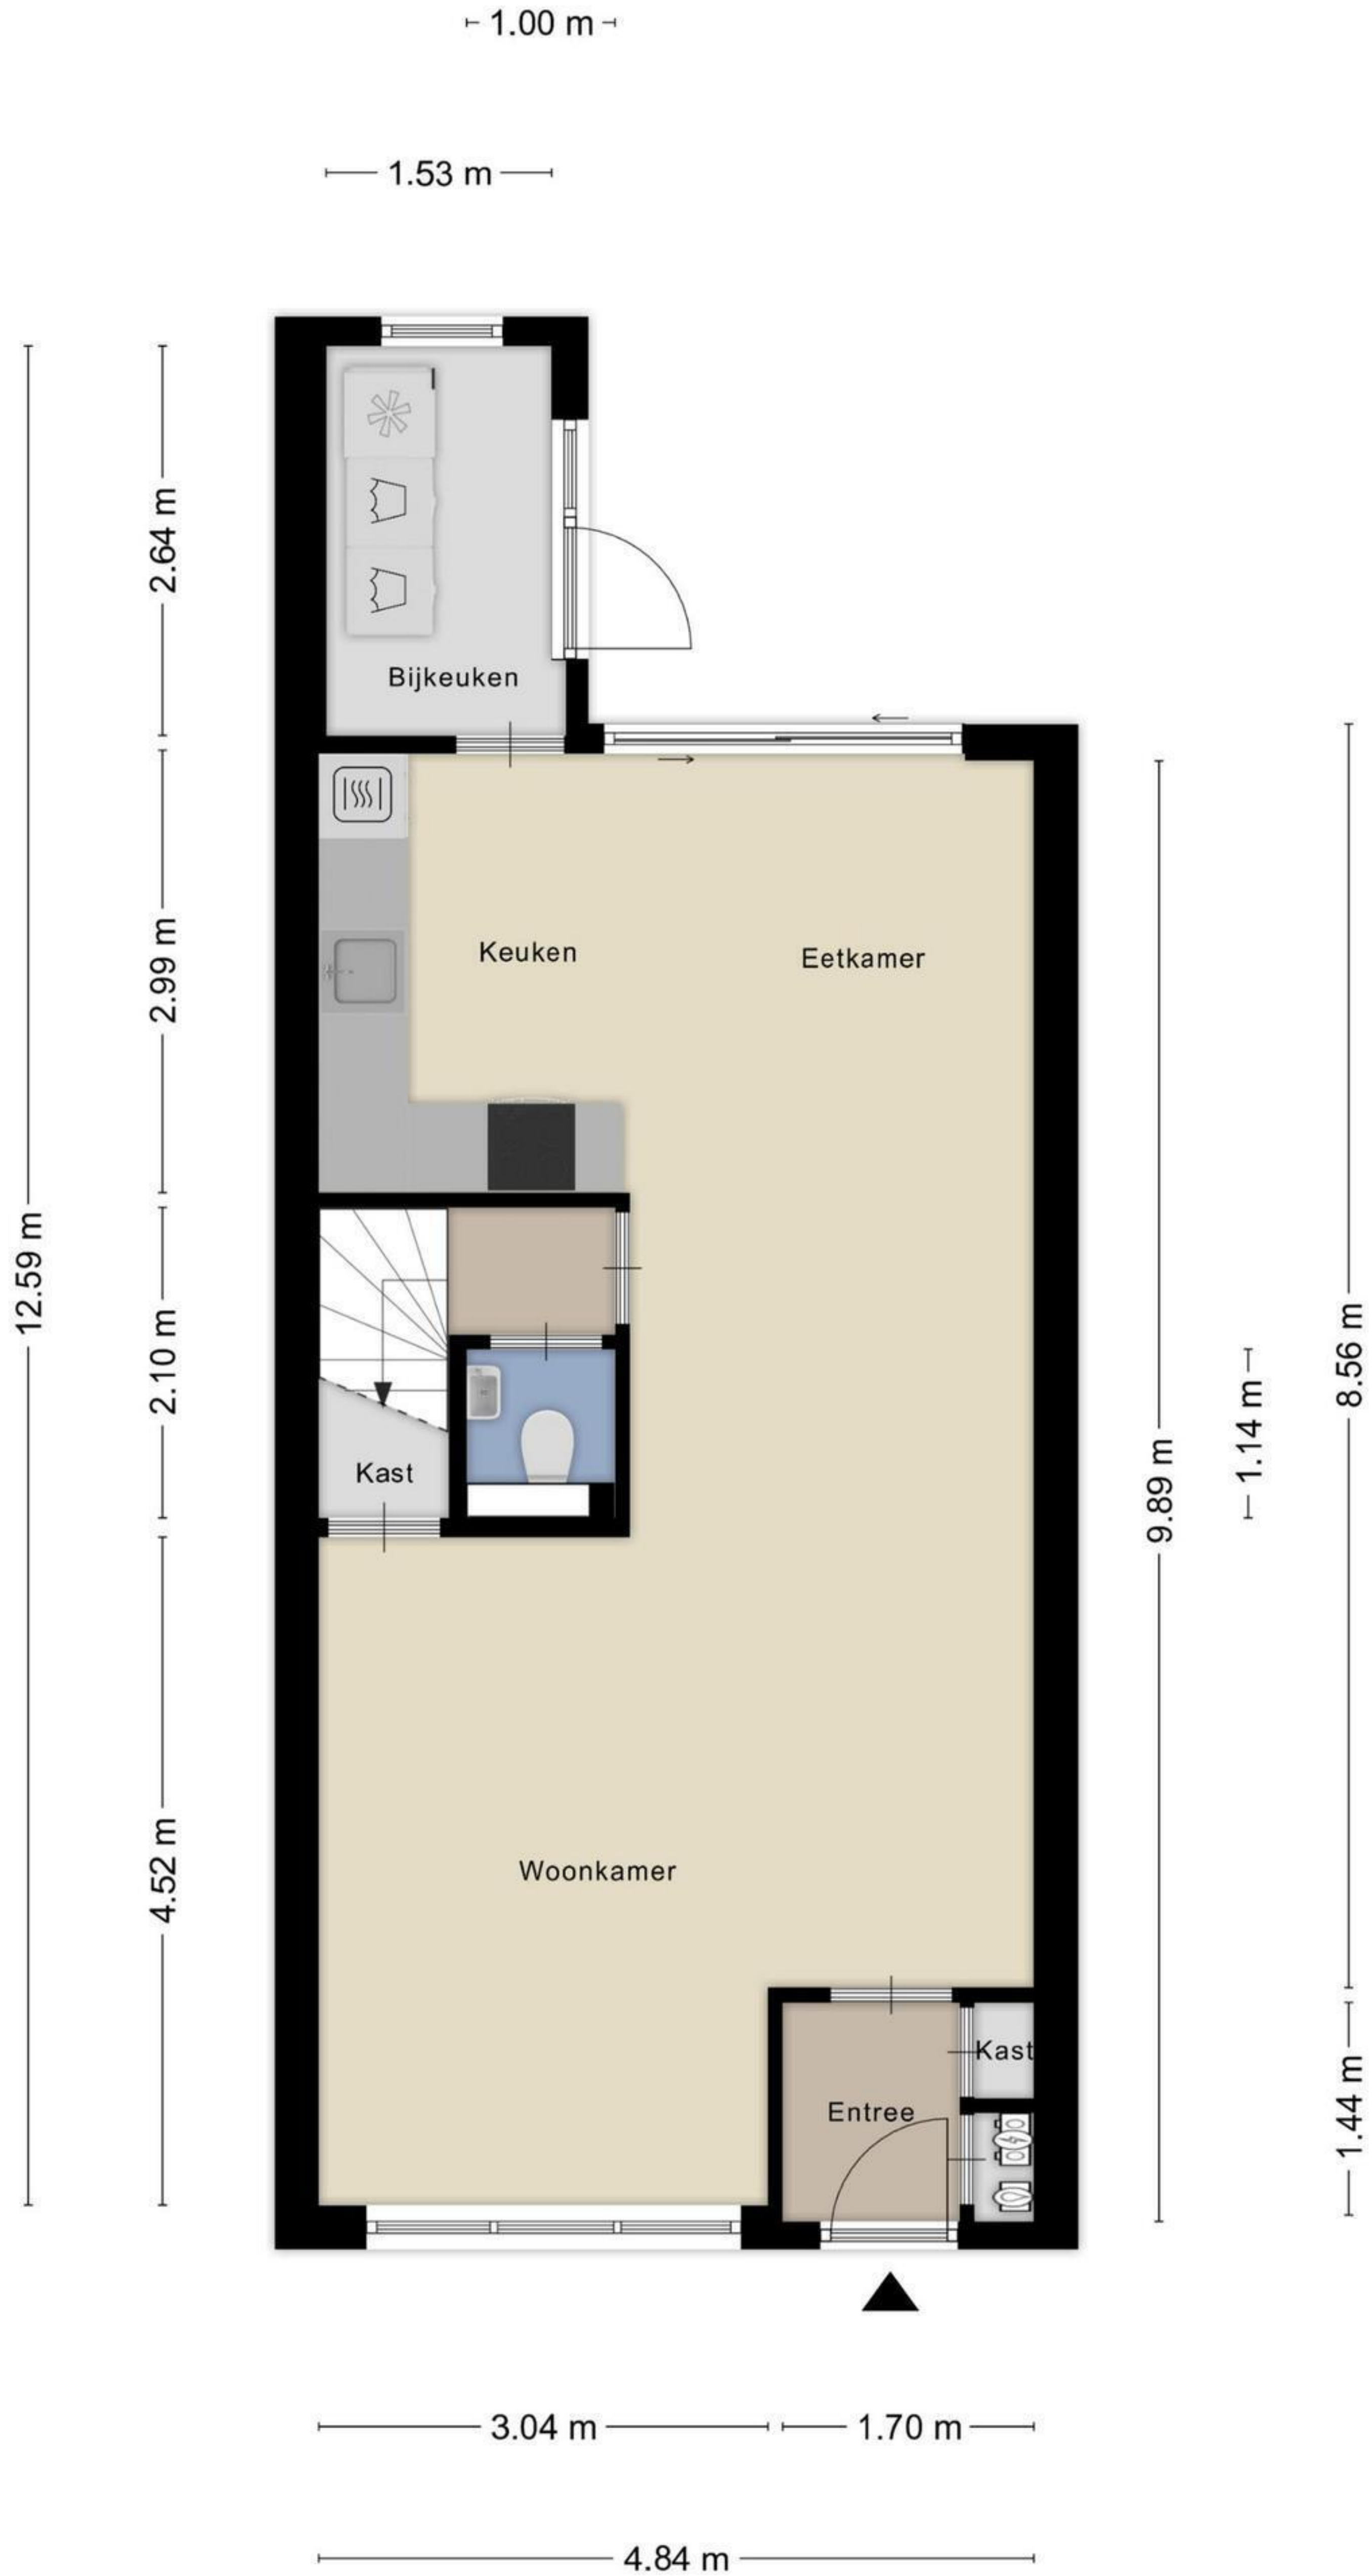 1.00 m
1.53 m
2.64 m
Bijkeuken
2.99 m
Keuken
Eetkamer
12.59 m
2.10 m
8.56 m
1.14 m
9.89 m
Kast
4.52 m
Woonkamer
Kast
Entree
1.44 m
3.04 m
1.70 m
4.84 m